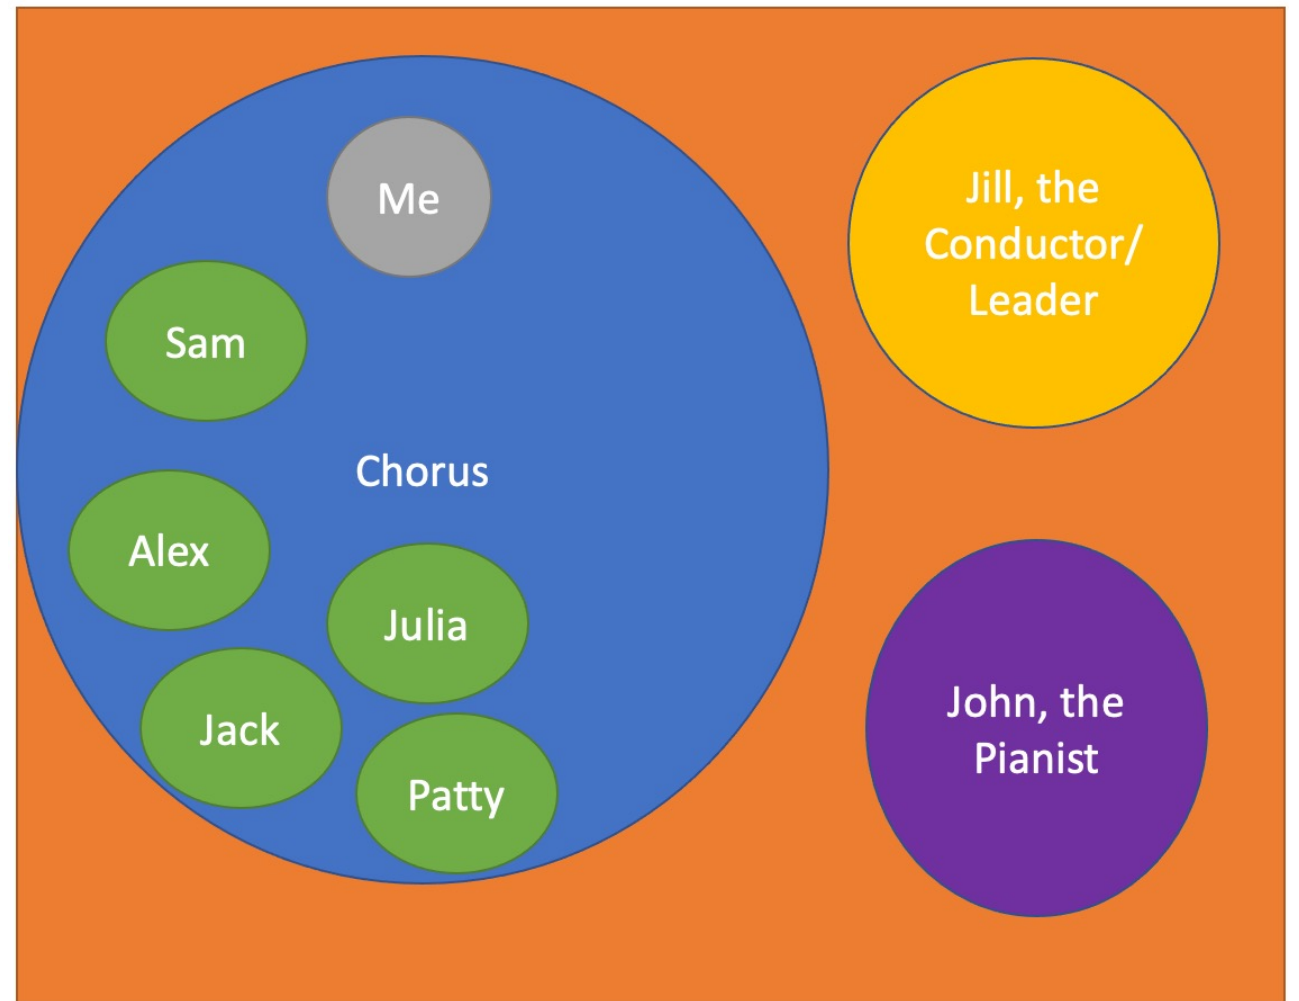 Me
Sam
Chorus
Alex
Julia
Jack
Patty
Jill, the
Conductor/
Leader
John, the
Pianist